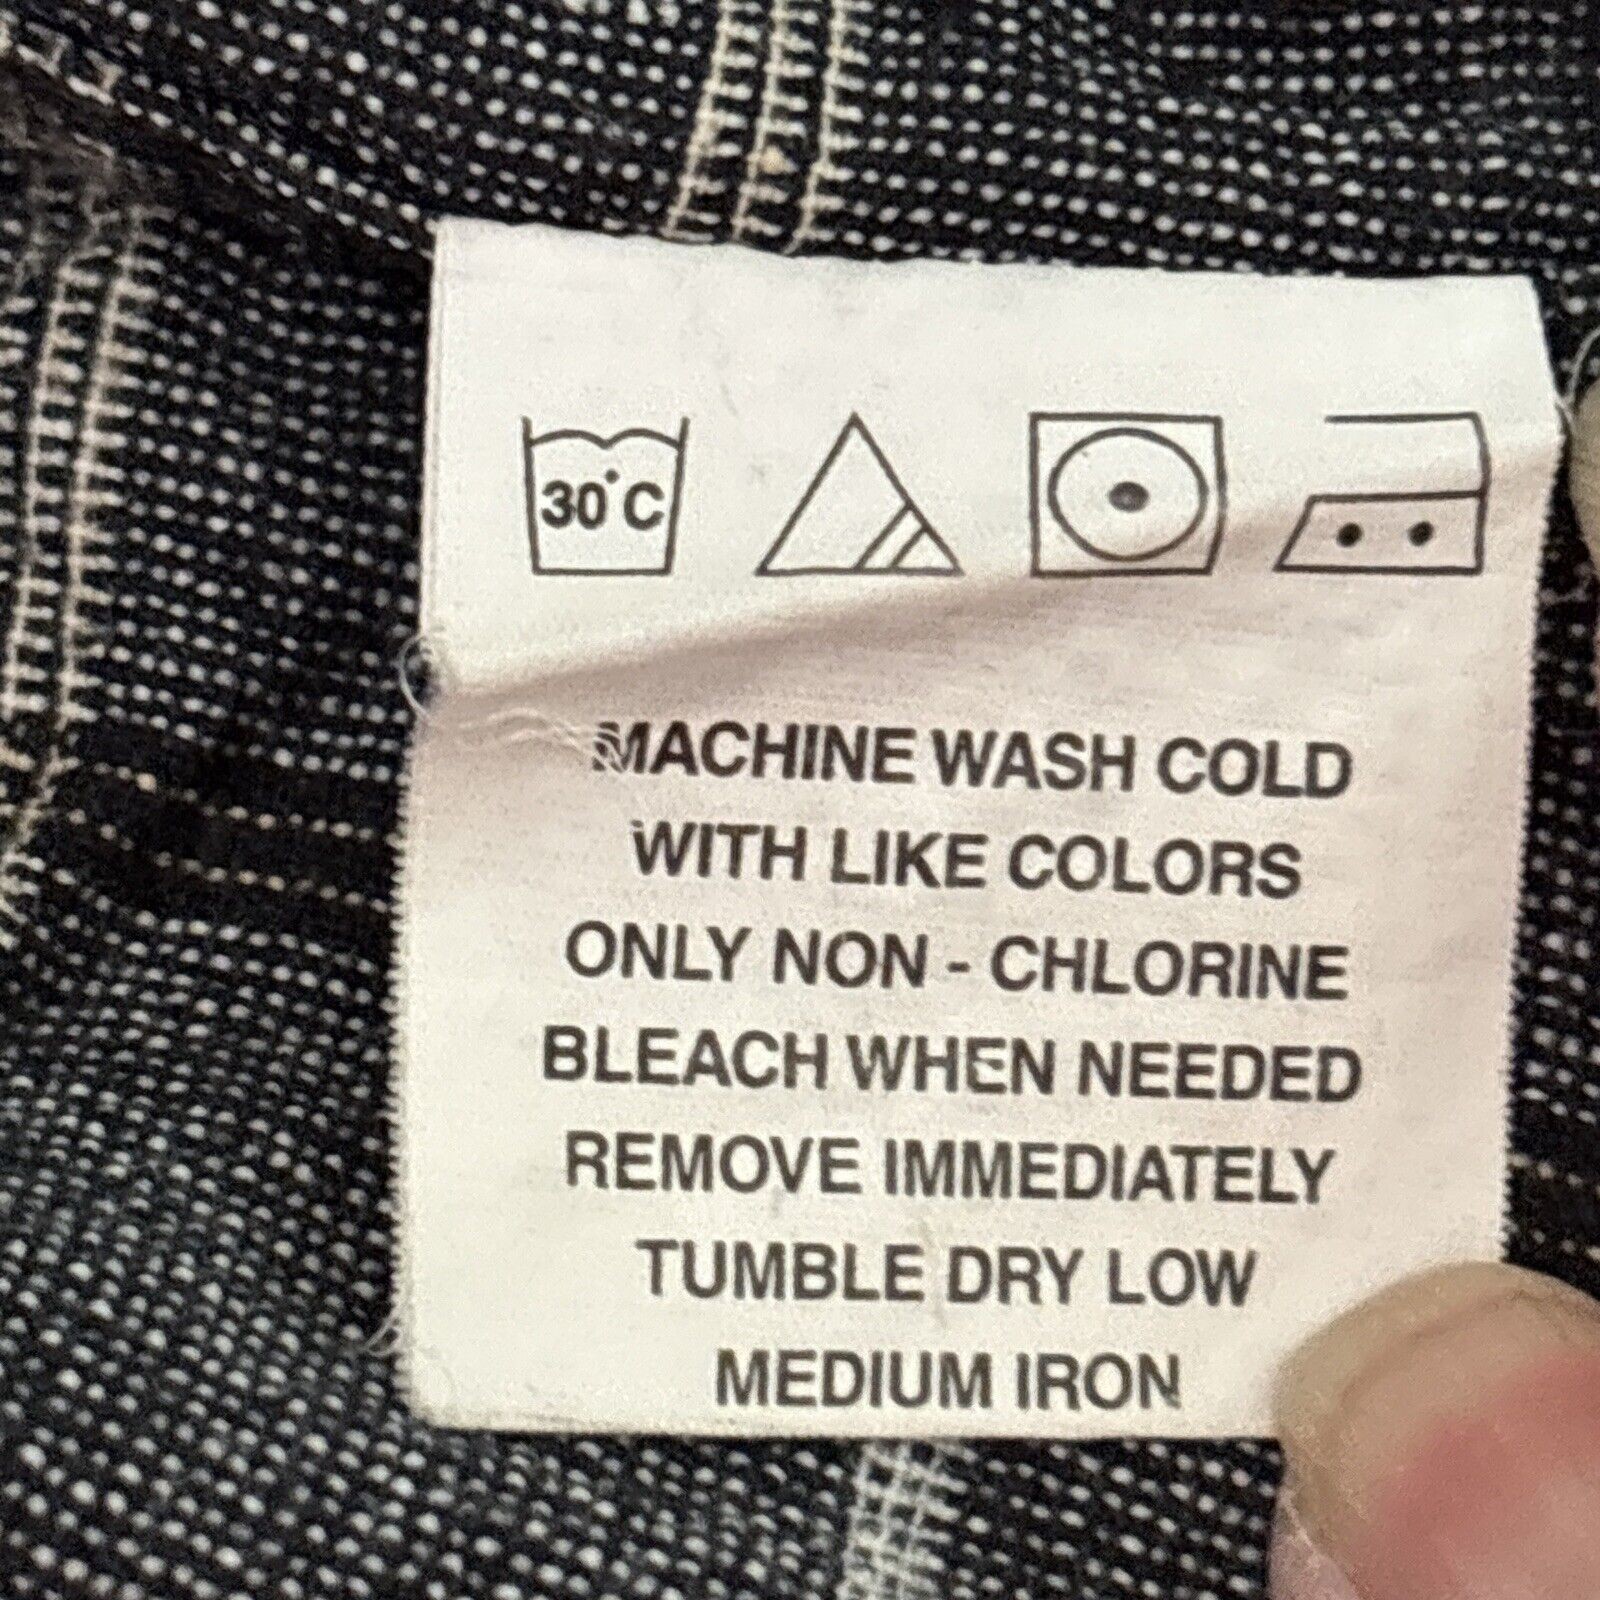 30°C
MACHINE WASH COLD
WITH LIKE COLORS
ONLY NON - CHLORINE
BLEACH WHEN NEEDED
REMOVE IMMEDIATELY
TUMBLE DRY LOW
MEDIUM IRON